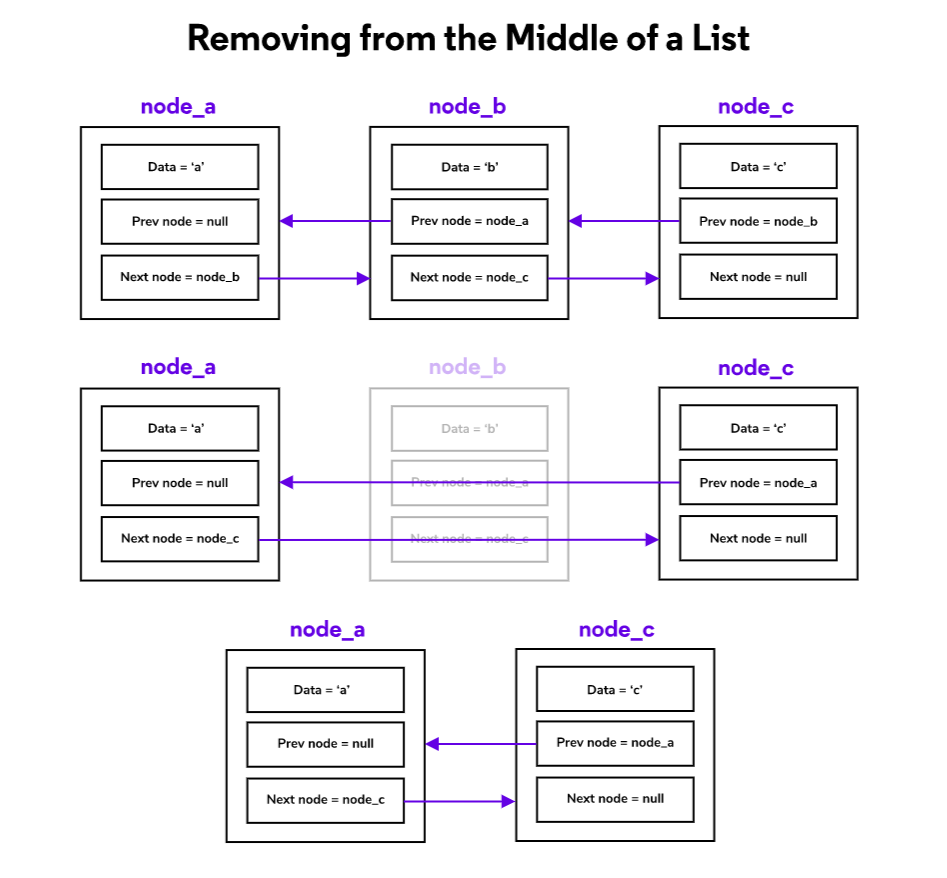 Removing from the Middle of a List
node_a
node_b
node_c
Data = ‘a’
Data = ‘b’
Data = ‘c’
Prev node = null
Prev node = node_a
Prev node = node_b
Next node = node_b
Next node = node_c
Next node = null
node_a
node_b
node_c
Data = ‘a’
Data = ‘b’
Data = ‘c’
Prev node = null
Prev node = node_a
Prev node = node_a
Next node = node_c
Next node = node_c
Next node = null
node_a
node_c
Data = ‘a’
Data = ‘c’
Prev node = null
Prev node = node_a
Next node = node_c
Next node = null